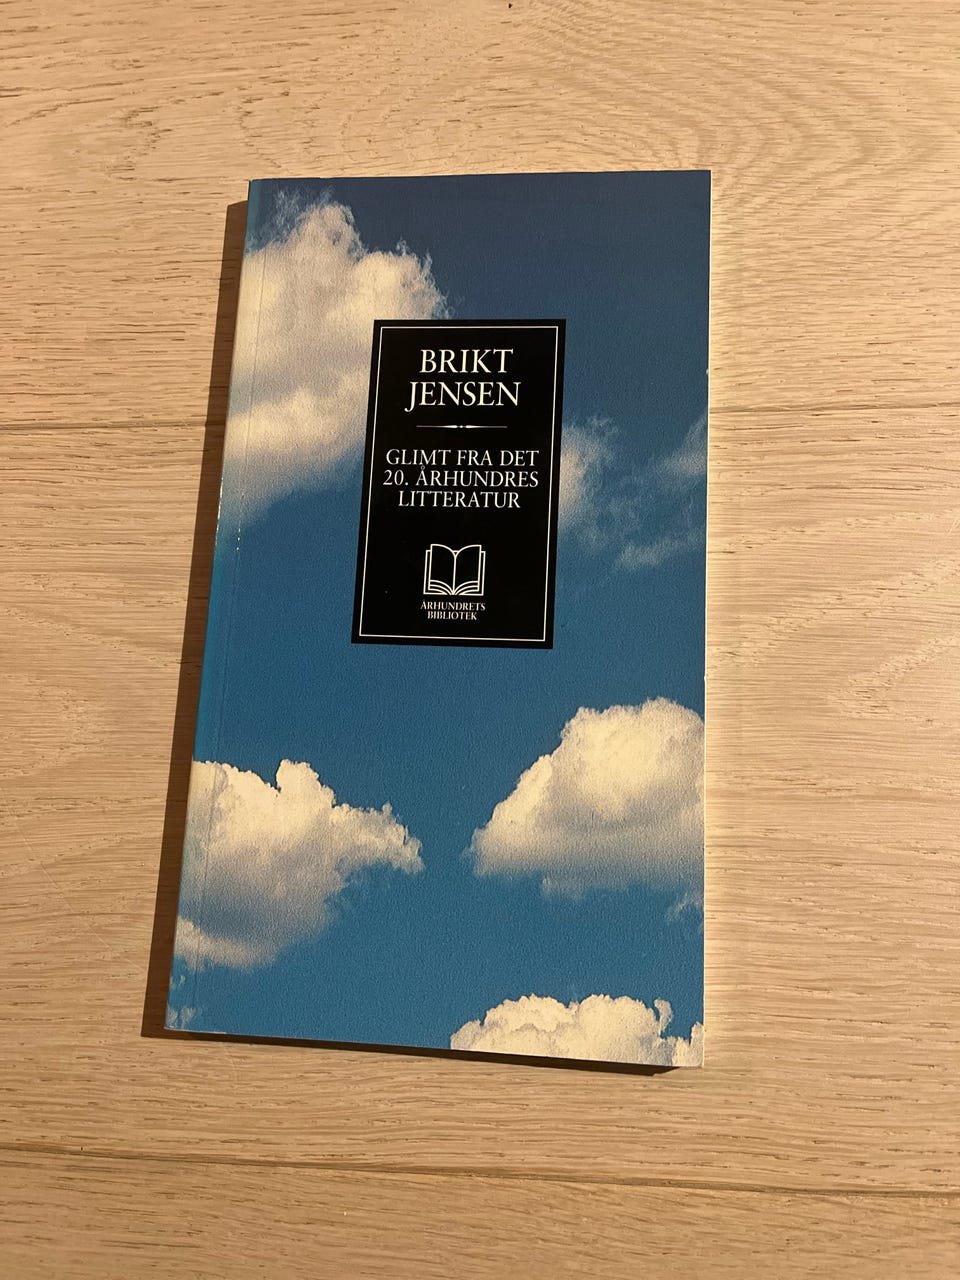 BRIKT
JENSEN
GLIMT FRA DET
20. ÅRHUNDRES
LITTERATUR
ÅRHUNDRETS
BIBLIOTEK